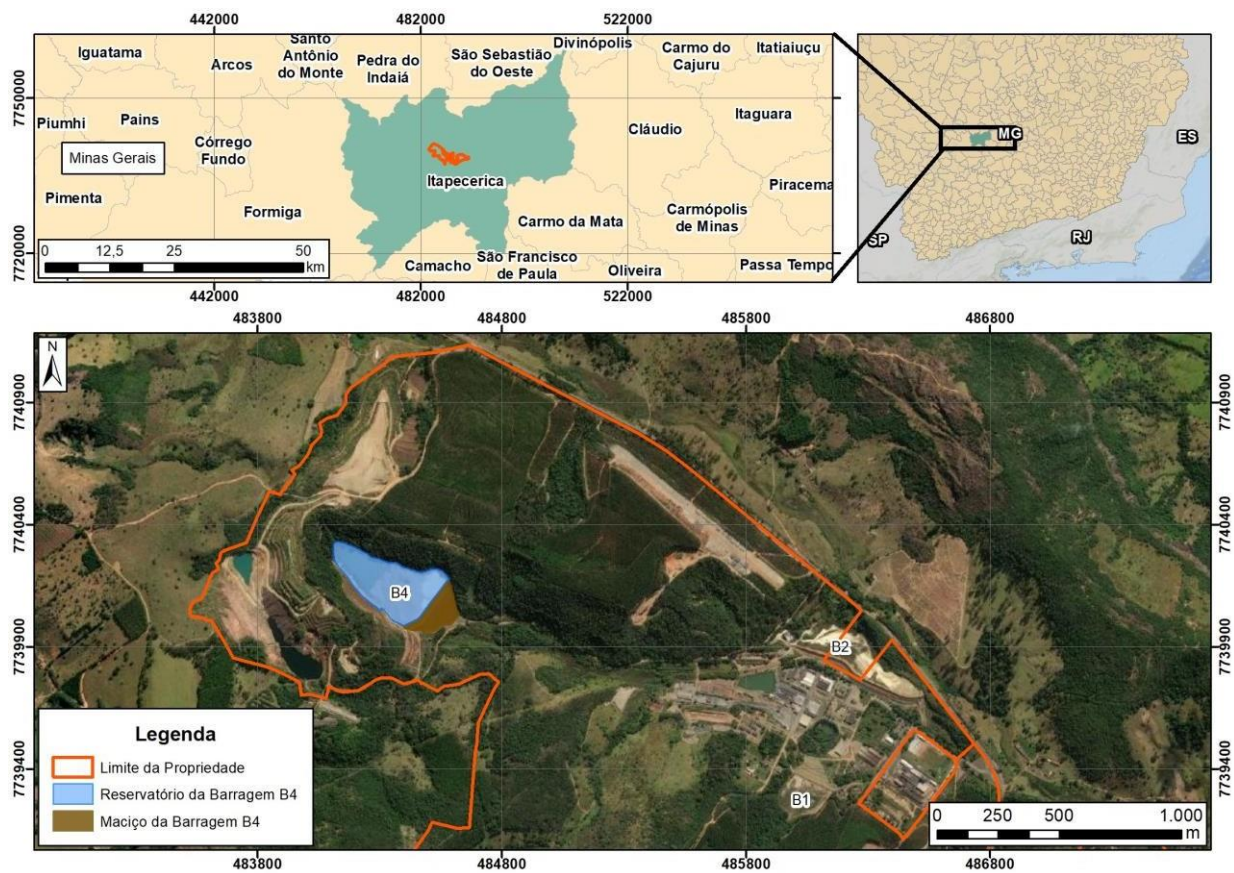 442000
482000
522000
Iguatama
Arcos
Santo
Antônio
do Monte
Pedra do
Indaiá
São Sebastião
do Oeste
Divinópolis
Carmo do
Cajuru
Itatiaiuçu
7750000
7750000
Piumhi
Pains
Córrego
Fundo
Cláudio
Itaguara
Minas Gerais
Itapecerica
Piracema
Pimenta
Formiga
Carmo da Mata
Carmópolis
de Minas
0 12,5 25 50
km
7720000
7720000
Camacho
São Francisco
de Paula
Oliveira
Passa Tempo
442000
482000
522000
MG
ES
SP
RJ
483800
484800
485800
486800
N
7740900
7740900
7740400
7740400
B4
7739900
7739900
B2
Legenda
Limite da Propriedade
Reservatório da Barragem B4
Maciço da Barragem B4
7739400
7739400
B1
0 250 500 1.000
m
483800
484800
485800
486800